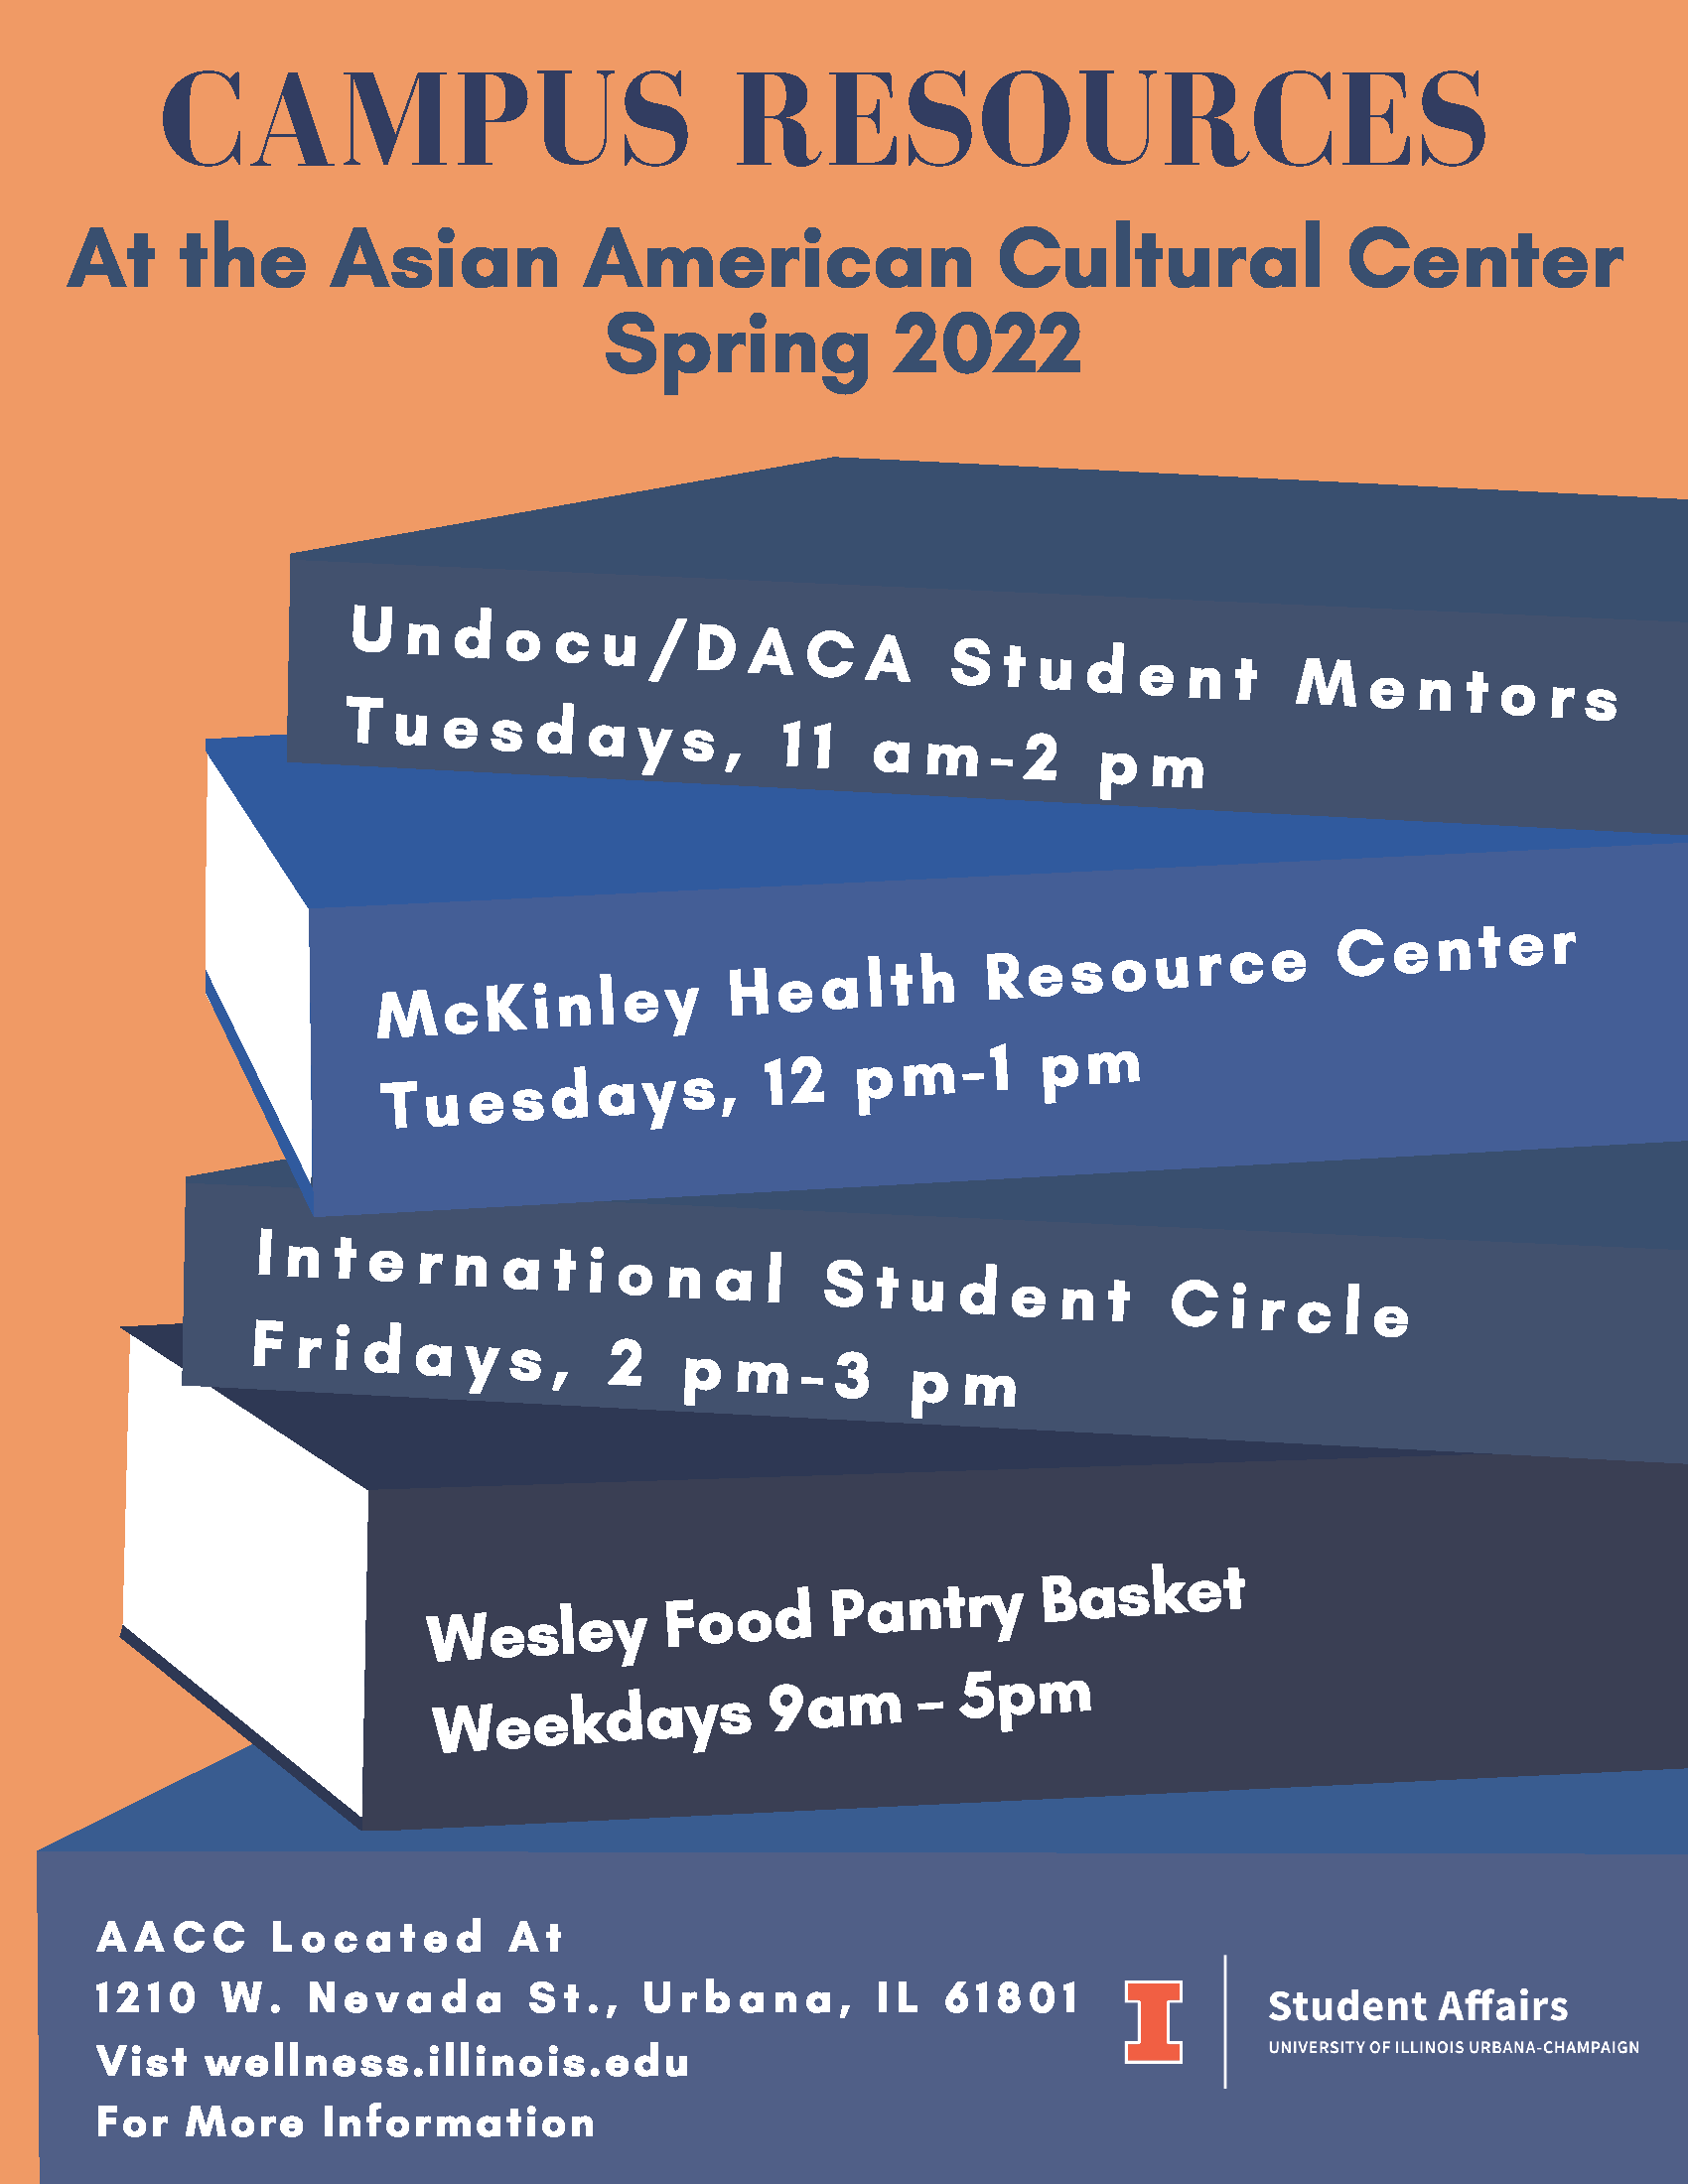 CAMPUS RESOURCES
At the Asian American Cultural Center
Spring 2022
Undocu/DACA Student Mentors
Tuesdays, 11 am-2 pm
McKinley Health Resource Center
Tuesdays, 12 pm-1 pm
International Student Circle
Fridays, 2 pm-3 pm
Wesley Food Pantry Basket
Weekdays 9am - 5pm
AACC Located At
1210 W. Nevada St., Urbana, IL 61801
Vist wellness.illinois.edu
For More Information
I
Student Affairs
UNIVERSITY OF ILLINOIS URBANA-CHAMPAIGN